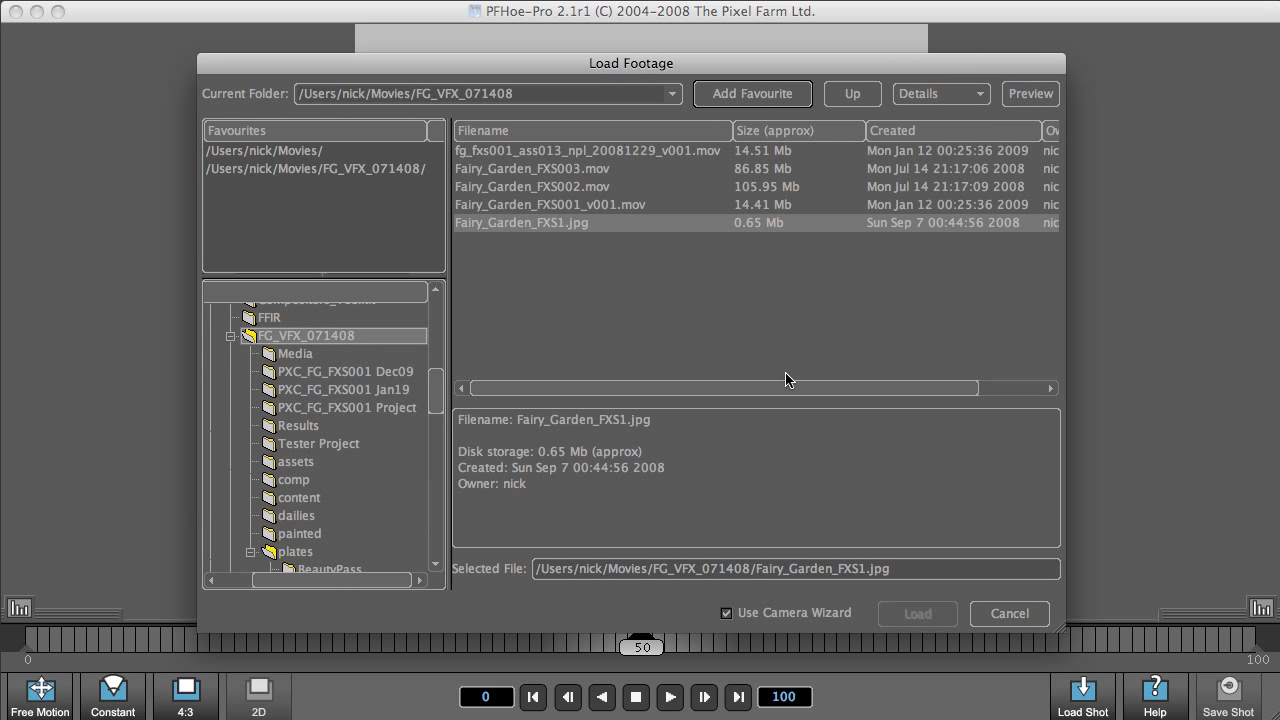 PFHoe-Pro 2.1r1 (C) 2004-2008 The Pixel Farm Ltd.
Load Footage
Current Folder: /Users/nick/Movies/FG_VFX_071408 Add Favourite Up Details Preview
Favourites
/Users/nick/Movies/
/Users/nick/Movies/FG_VFX_071408/
Filename Size (approx) Created
fg_fxs001_ass013_npl_20081229_v001.mov 14.51 Mb Mon Jan 12 00:25:36 2009 nic
Fairy_Garden_FXS003.mov 86.85 Mb Mon Jul 14 21:17:06 2008 nic
Fairy_Garden_FXS002.mov 105.95 Mb Mon Jul 14 21:17:09 2008 nic
Fairy_Garden_FXS001_v001.mov 14.41 Mb Mon Jan 12 00:25:36 2009 nic
Fairy_Garden_FXS1.jpg 0.65 Mb Sun Sep 7 00:44:56 2008 nic
FFIR
FG_VFX_071408
Media
PXC_FG_FXS001 Dec09
PXC_FG_FXS001 Jan19
PXC_FG_FXS001 Project
Results
Tester Project
assets
comp
content
dailies
painted
plates
BeautyPass
Filename: Fairy_Garden_FXS1.jpg
Disk storage: 0.65 Mb (approx)
Created: Sun Sep 7 00:44:56 2008
Owner: nick
Selected File: /Users/nick/Movies/FG_VFX_071408/Fairy_Garden_FXS1.jpg
Use Camera Wizard Load Cancel
50
0 100
0 100
Free Motion Constant 4:3 2D Load Shot Help Save Shot